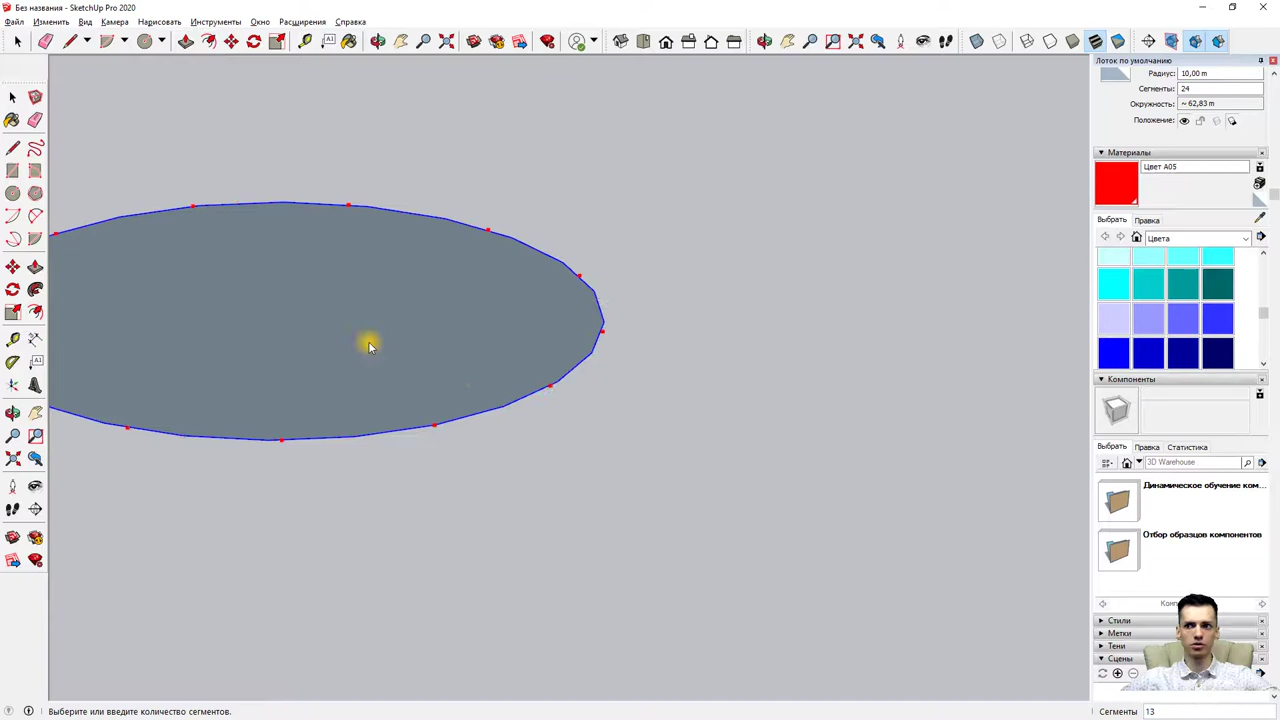 Без названия - SketchUp Pro 2020
Файл Изменить Вид Камера Нарисовать Инструменты Окно Расширения Справка
Лоток по умолчанию
Радиус: 10,00 m
Сегменты: 24
Окружность: ~ 62,83 m
Положение:
Материалы
Цвет A05
Выбрать Правка
Цвета
Компоненты
Выбрать Правка Статистика
3D Warehouse
Динамическое обучение ком...
Отбор образцов компонентов
Стили
Метки
Тени
Сцены
Выберите или введите количество сегментов.
Сегменты 13